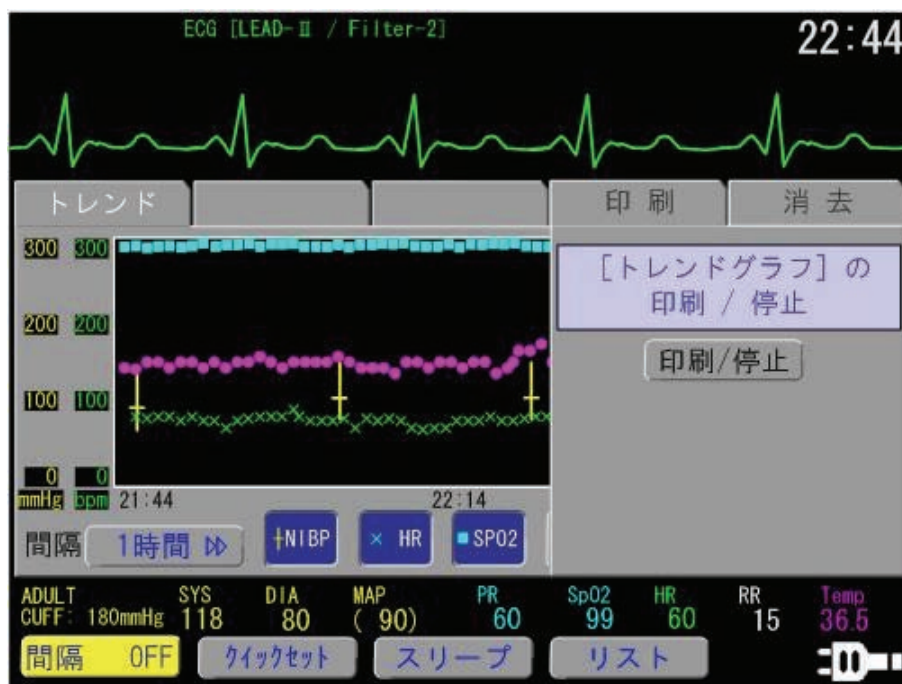 ECG [LEAD-Ⅱ / Filter-2]
22:44
トレンド
印刷
消去
300 300
200 200
100 100
0 0
mmHg bpm 21:44 22:14
[トレンドグラフ]の
印刷 / 停止
印刷/停止
間隔 1時間
NIBP
× HR
SPO2
ADULT SYS DIA MAP PR SpO2 HR RR Temp
CUFF: 180mmHg 118 80 ( 90) 60 99 60 15 36.5
間隔 OFF
クイックセット
スリープ
リスト